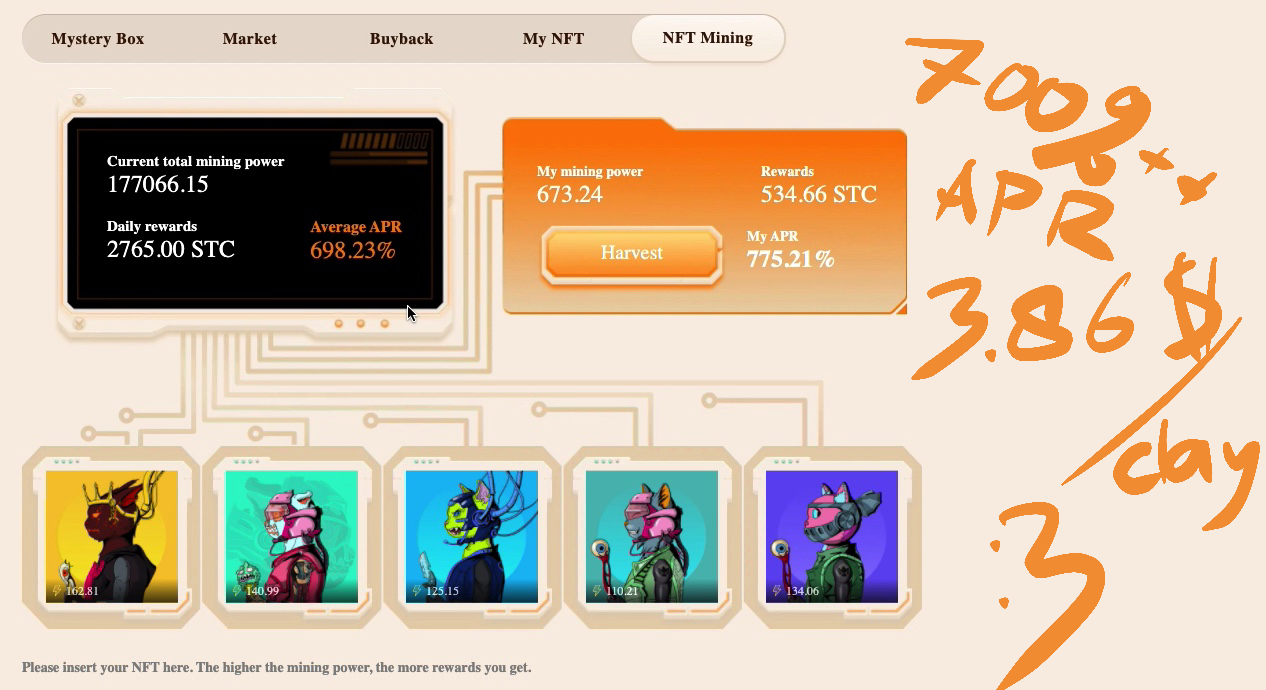 Mystery Box Market Buyback My NFT NFT Mining
Current total mining power
177066.15
Daily rewards Average APR
2765.00 STC 698.23%
My mining power Rewards
673.24 534.66 STC
Harvest My APR
775.21%
700%
APR xx
3.86 $
/day
:3
162.81 140.99 125.15 110.21 134.06
Please insert your NFT here. The higher the mining power, the more rewards you get.